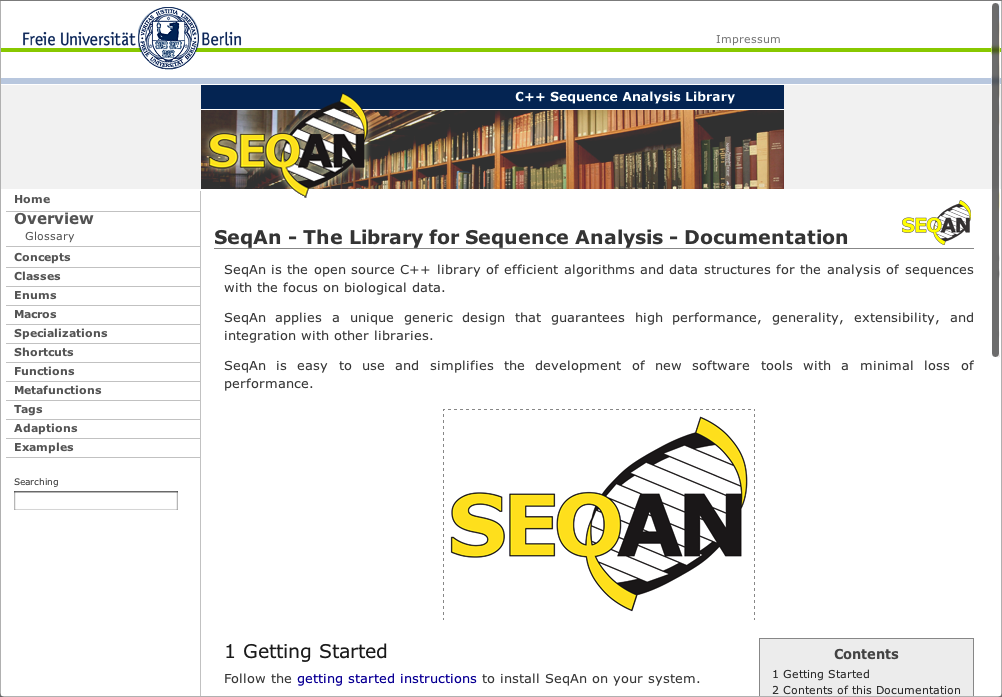 Freie Universität Berlin
Impressum
C++ Sequence Analysis Library
SEQAN
Home
Overview
Glossary
Concepts
Classes
Enums
Macros
Specializations
Shortcuts
Functions
Metafunctions
Tags
Adaptions
Examples
Searching
SEQAN
SeqAn - The Library for Sequence Analysis - Documentation
SeqAn is the open source C++ library of efficient algorithms and data structures for the analysis of sequences
with the focus on biological data.
SeqAn applies a unique generic design that guarantees high performance, generality, extensibility, and
integration with other libraries.
SeqAn is easy to use and simplifies the development of new software tools with a minimal loss of
performance.
SEQAN
1 Getting Started
Follow the getting started instructions to install SeqAn on your system.
Contents
1 Getting Started
2 Contents of this Documentation